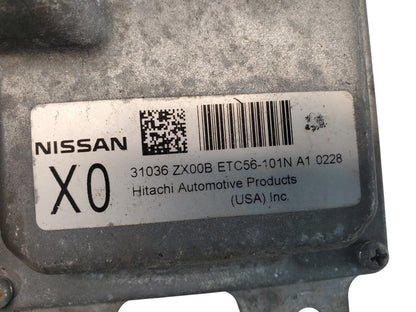 NISSAN
X0
31036 ZX00B ETC56-101N A1 0228
Hitachi Automotive Products
(USA) Inc.